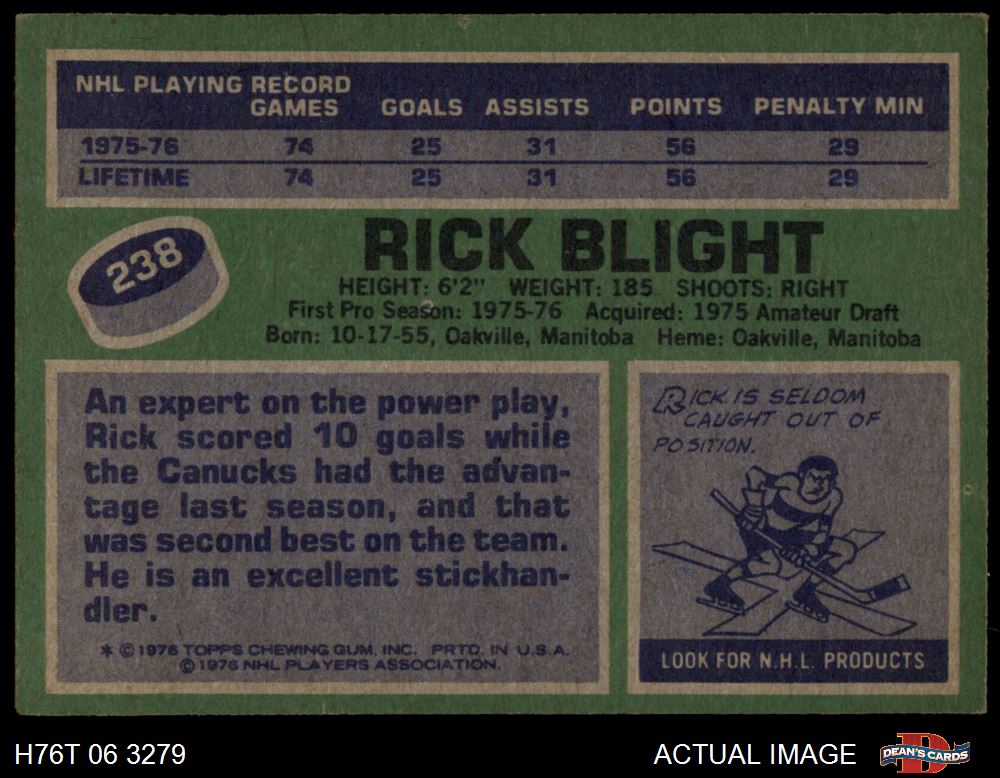 NHL PLAYING RECORD
GAMES GOALS ASSISTS POINTS PENALTY MIN
1975-76 74 25 31 56 29
LIFETIME 74 25 31 56 29
238
RICK BLIGHT
HEIGHT: 6'2" WEIGHT: 185 SHOOTS: RIGHT
First Pro Season: 1975-76 Acquired: 1975 Amateur Draft
Born: 10-17-55, Oakville, Manitoba Heme: Oakville, Manitoba
An expert on the power play,
Rick scored 10 goals while
the Canucks had the advan-
tage last season, and that
was second best on the team.
He is an excellent stickhan-
dler.
* © 1976 TOPPS CHEWING GUM, INC. PRTD. IN U.S.A.
© 1976 NHL PLAYERS ASSOCIATION.
RICK IS SELDOM
CAUGHT OUT OF
POSITION.
LOOK FOR N.H.L. PRODUCTS
H76T 06 3279
ACTUAL IMAGE
D
DEAN'S CARDS